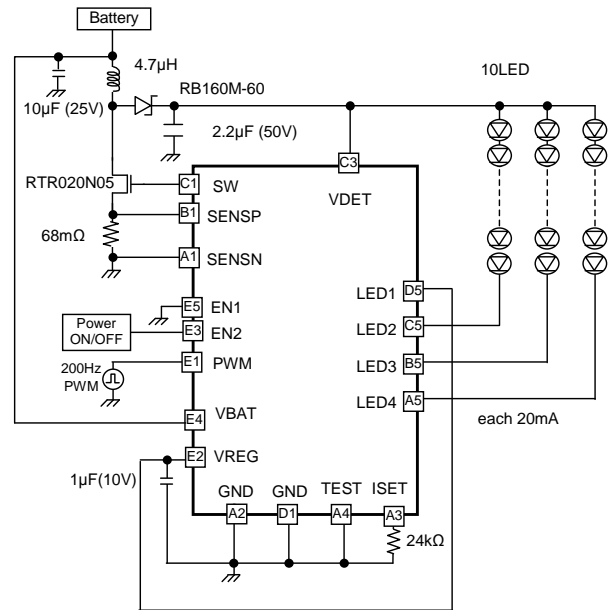 Battery
4.7µH
RB160M-60
10LED
10µF (25V)
2.2µF (50V)
C3
VDET
RTR020N05
C1
SW
B1
SENSP
68mΩ
A1
SENSN
LED1
D5
E5
EN1
Power
ON/OFF
E3
EN2
LED2
C5
200Hz
PWM
E1
PWM
LED3
B5
LED4
A5
E4
VBAT
each 20mA
E2
VREG
1µF(10V)
GND
GND
TEST
ISET
A2
D1
A4
A3
24kΩ